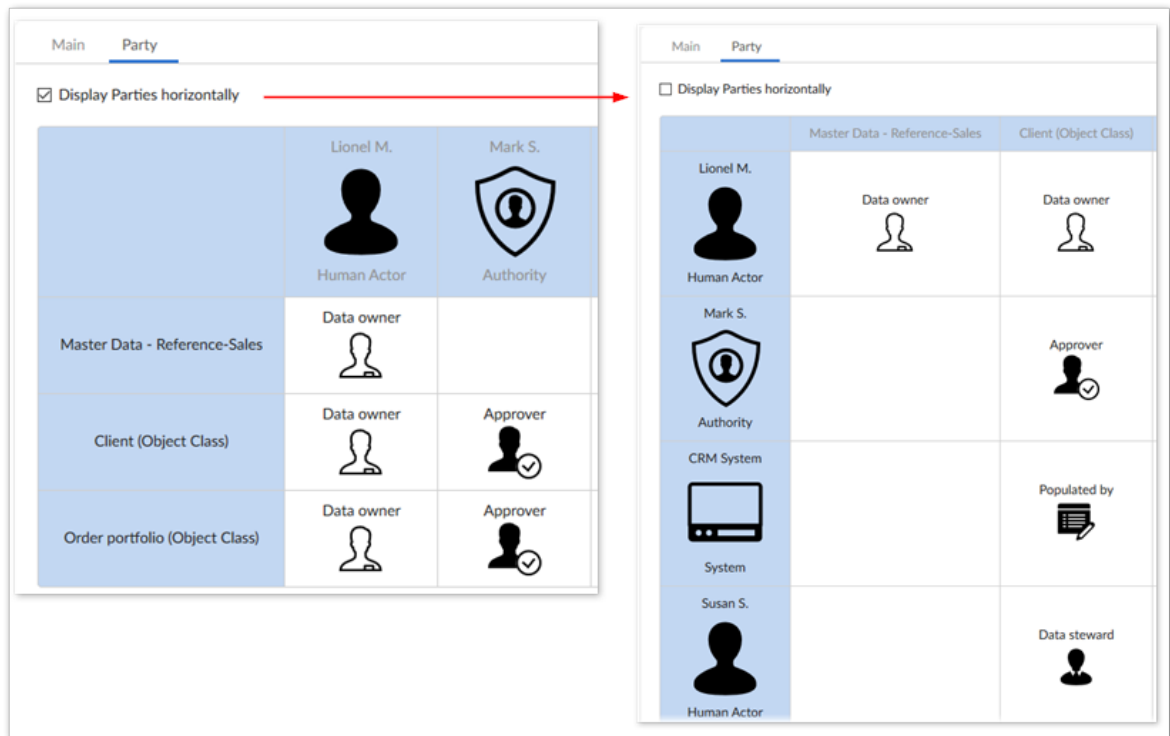 Main Party
Display Parties horizontally
Lionel M. Mark S.
Human Actor Authority
Data owner
Master Data - Reference-Sales
Data owner Approver
Client (Object Class)
Data owner Approver
Order portfolio (Object Class)
Main Party
Display Parties horizontally
Master Data - Reference-Sales Client (Object Class)
Lionel M.
Data owner Data owner
Human Actor
Mark S.
Approver
Authority
CRM System
Populated by
System
Susan S.
Data steward
Human Actor